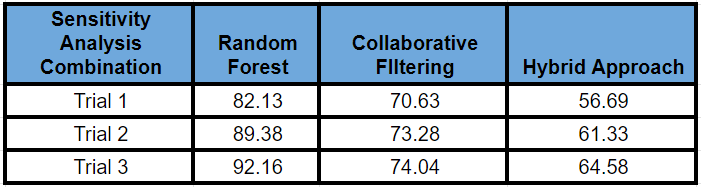 Sensitivity
Analysis
Combination
Random
Forest
Collaborative
FIltering
Hybrid Approach
Trial 1 82.13 70.63 56.69
Trial 2 89.38 73.28 61.33
Trial 3 92.16 74.04 64.58